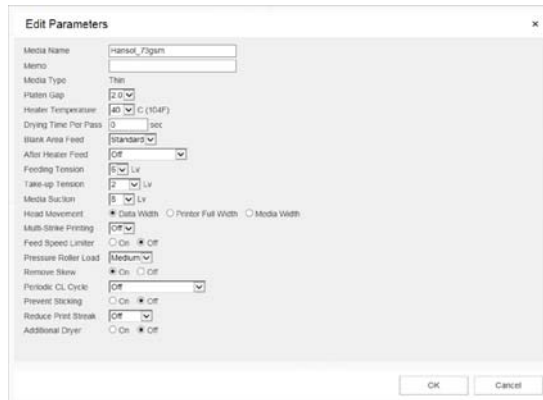 Edit Parameters ×
Media Name Hansol_73gsm
Memo
Media Type Thin
Platen Gap 2.0
Heater Temperature 40 C (104F)
Drying Time Per Pass 0 sec
Blank Area Feed Standard
After Heater Feed Off
Feeding Tension 6 Lv
Take-up Tension 2 Lv
Media Suction 8 Lv
Head Movement Data Width Printer Full Width Media Width
Multi-Strike Printing Off
Feed Speed Limiter On Off
Pressure Roller Load Medium
Remove Skew On Off
Periodic CL Cycle Off
Prevent Sticking On Off
Reduce Print Streak Off
Additional Dryer On Off
OK Cancel